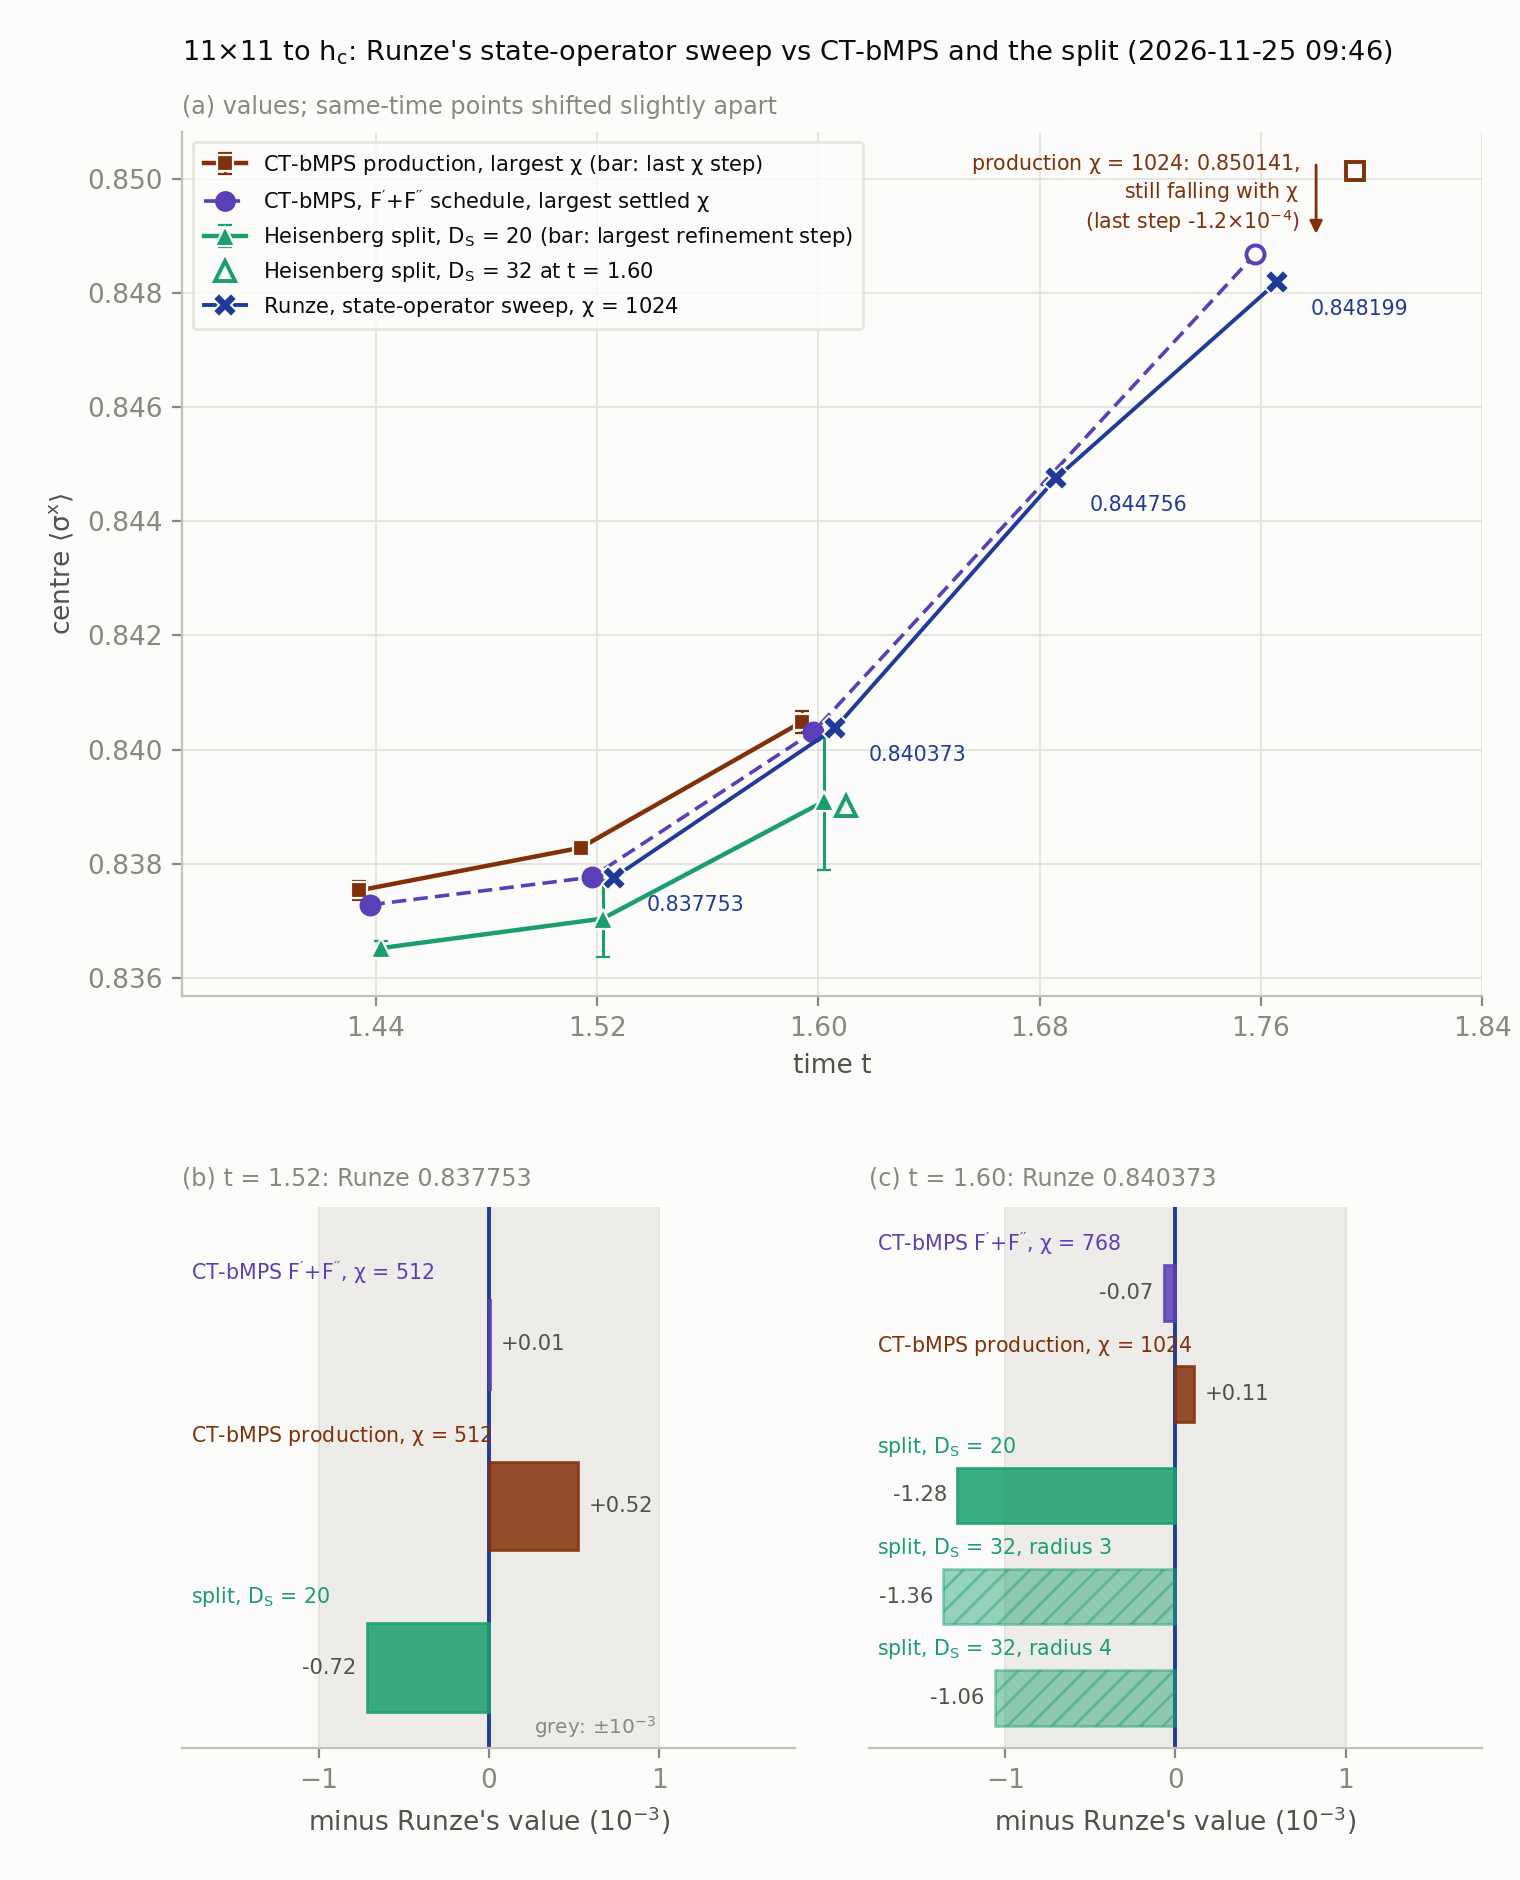 11×11 to h_c: Runze's state-operator sweep vs CT-bMPS and the split (2026-11-25 09:46)
(a) values; same-time points shifted slightly apart
CT-bMPS production, largest χ (bar: last χ step)
CT-bMPS, F′+F″ schedule, largest settled χ
Heisenberg split, D_S = 20 (bar: largest refinement step)
Heisenberg split, D_S = 32 at t = 1.60
Runze, state-operator sweep, χ = 1024
production χ = 1024: 0.850141,
still falling with χ
(last step -1.2×10⁻⁴)
0.848199
0.844756
0.840373
0.837753
0.850
0.848
0.846
0.844
0.842
0.840
0.838
0.836
centre ⟨σˣ⟩
1.44 1.52 1.60 1.68 1.76 1.84
time t
(b) t = 1.52: Runze 0.837753
CT-bMPS F′+F″, χ = 512
+0.01
CT-bMPS production, χ = 512
+0.52
split, D_S = 20
-0.72
grey: ±10⁻³
−1 0 1
minus Runze's value (10⁻³)
(c) t = 1.60: Runze 0.840373
CT-bMPS F′+F″, χ = 768
-0.07
CT-bMPS production, χ = 1024
+0.11
split, D_S = 20
-1.28
split, D_S = 32, radius 3
-1.36
split, D_S = 32, radius 4
-1.06
−1 0 1
minus Runze's value (10⁻³)